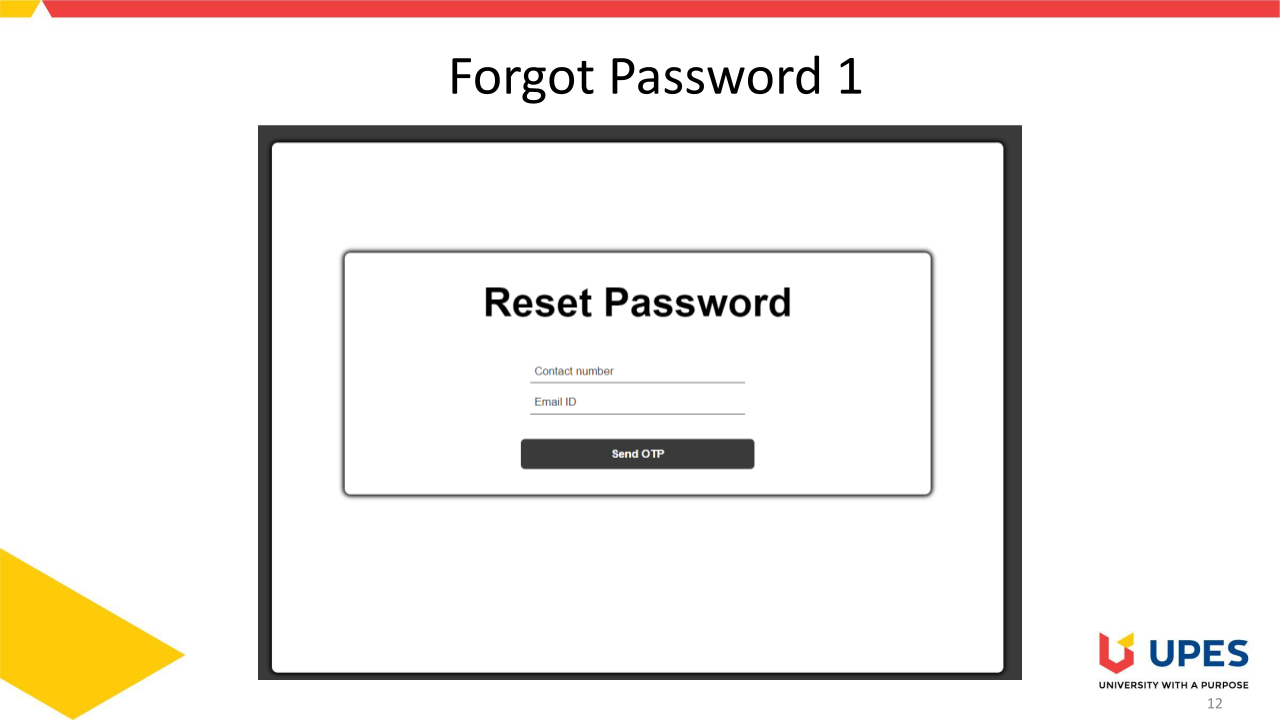 Forgot Password 1
Reset Password
Contact number
Email ID
Send OTP
UPES
UNIVERSITY WITH A PURPOSE
12